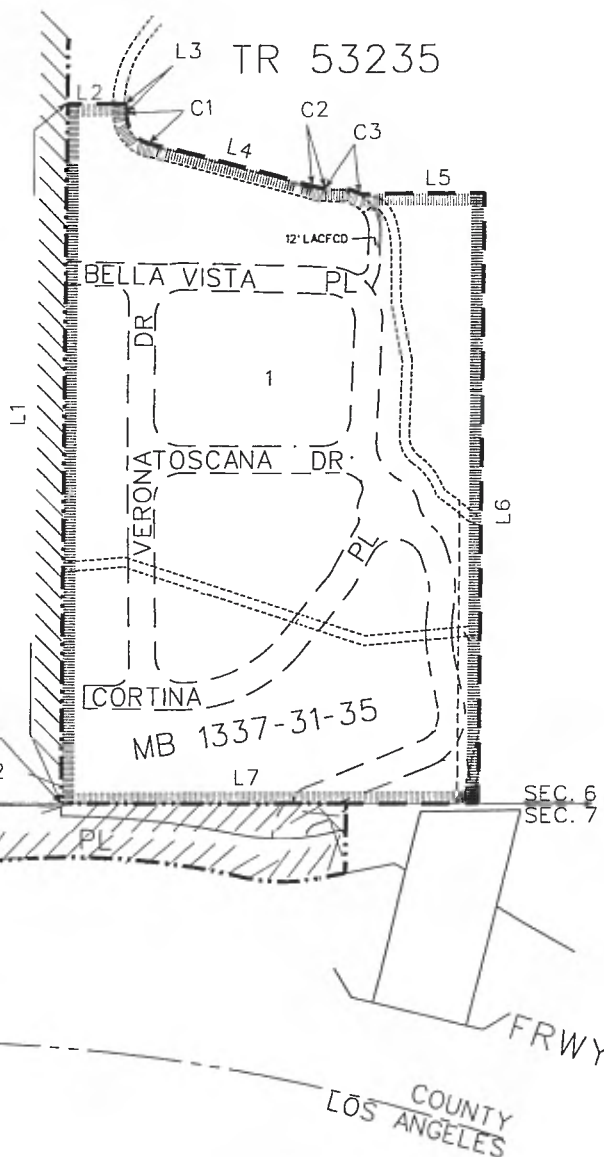 L3
TR 53235
L2
C1
C2
C3
L4
L5
12' LACFCD
BELLA VISTA PL
DR
1
L1
VERONA
TOSCANA DR
L6
PL
CORTINA
MB 1337-31-35
2
L7
SEC. 6
SEC. 7
PL
FRWY
COUNTY
LOS ANGELES